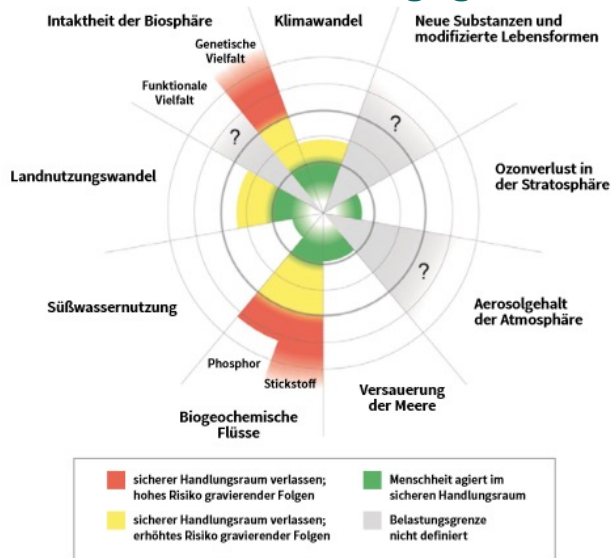 Intaktheit der Biosphäre
Klimawandel
Neue Substanzen und
modifizierte Lebensformen
Genetische
Vielfalt
Funktionale
Vielfalt
?
?
Landnutzungswandel
Ozonverlust in
der Stratosphäre
?
Süßwassernutzung
Aerosolgehalt
der Atmosphäre
Phosphor
Stickstoff
Versauerung
der Meere
Biogeochemische
Flüsse
sicherer Handlungsraum verlassen;
hohes Risiko gravierender Folgen
Menschheit agiert im
sicheren Handlungsraum
sicherer Handlungsraum verlassen;
erhöhtes Risiko gravierender Folgen
Belastungsgrenze
nicht definiert